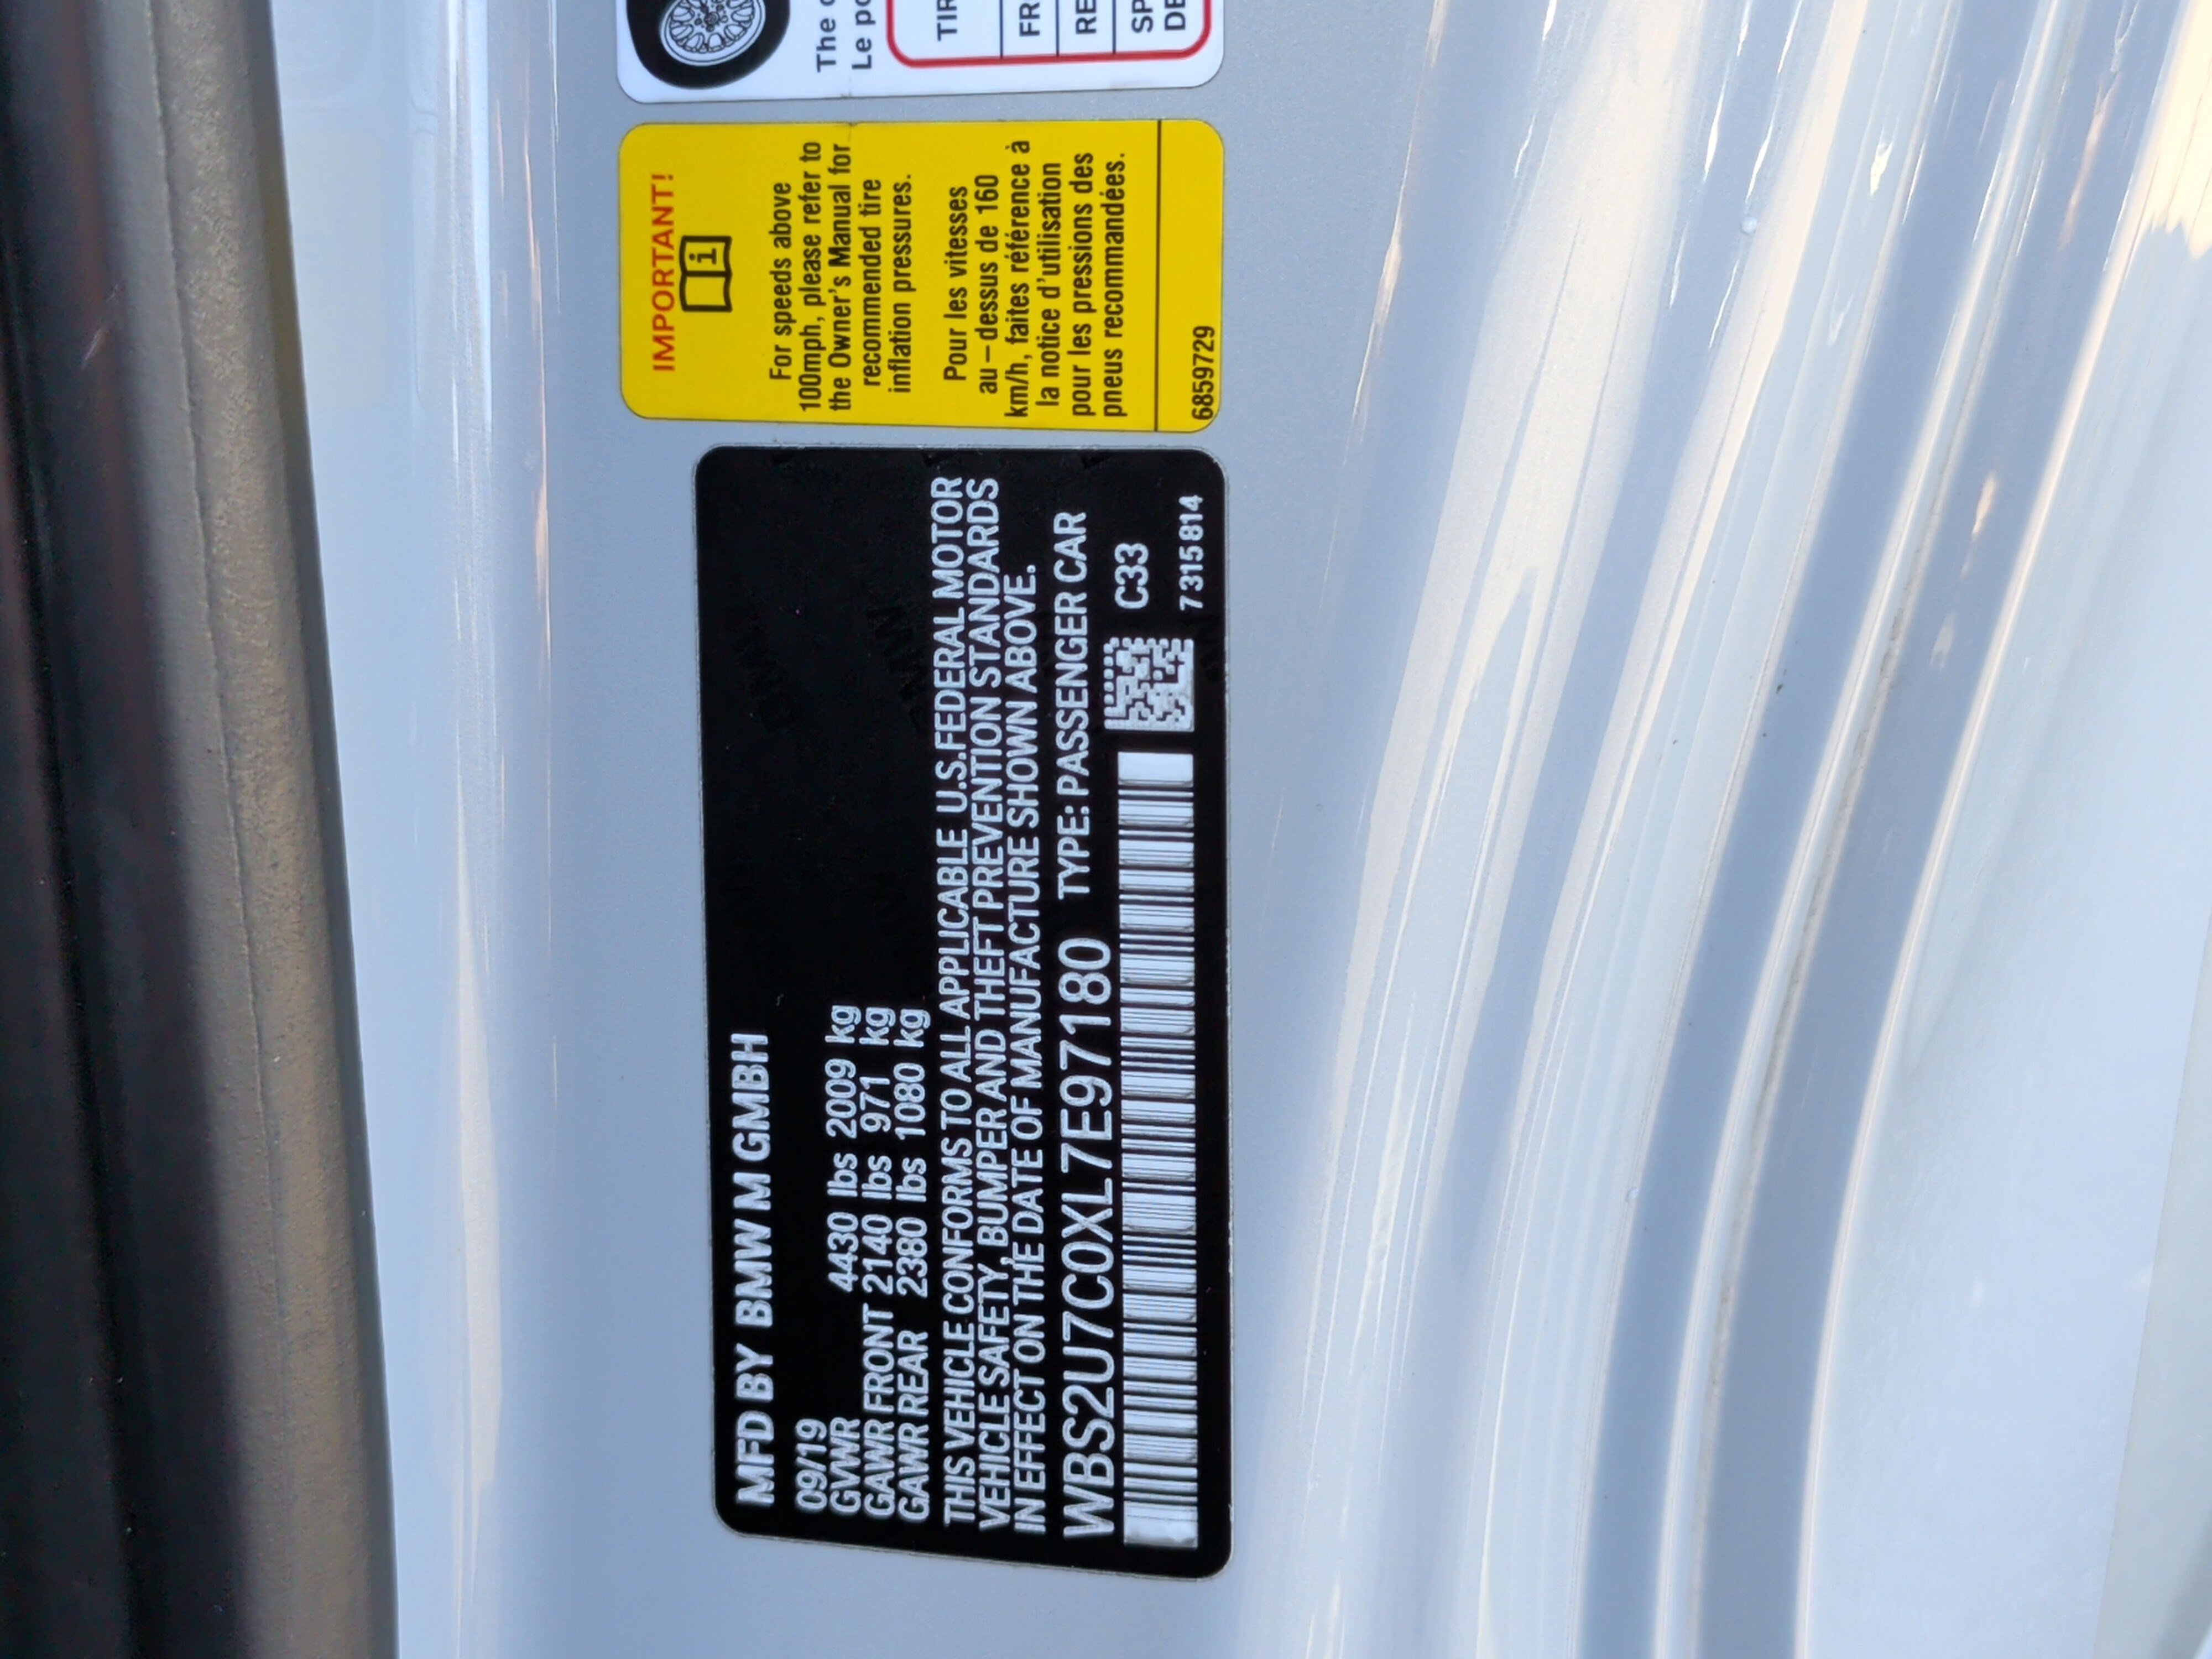 MFD BY BMW M GMBH
09/19
GVWR 4430 lbs 2009 kg
GAWR FRONT 2140 lbs 971 kg
GAWR REAR 2380 lbs 1080 kg
THIS VEHICLE CONFORMS TO ALL APPLICABLE U.S.FEDERAL MOTOR
VEHICLE SAFETY, BUMPER AND THEFT PREVENTION STANDARDS
IN EFFECT ON THE DATE OF MANUFACTURE SHOWN ABOVE.
WBS2U7C0XL7E97180 TYPE: PASSENGER CAR
C33
7315814
IMPORTANT!
i
For speeds above
100mph, please refer to
the Owner's Manual for
recommended tire
inflation pressures.
Pour les vitesses
au-dessus de 160
km/h, faites référence à
la notice d'utilisation
pour les pressions des
pneus recommandées.
6859729
The
Le